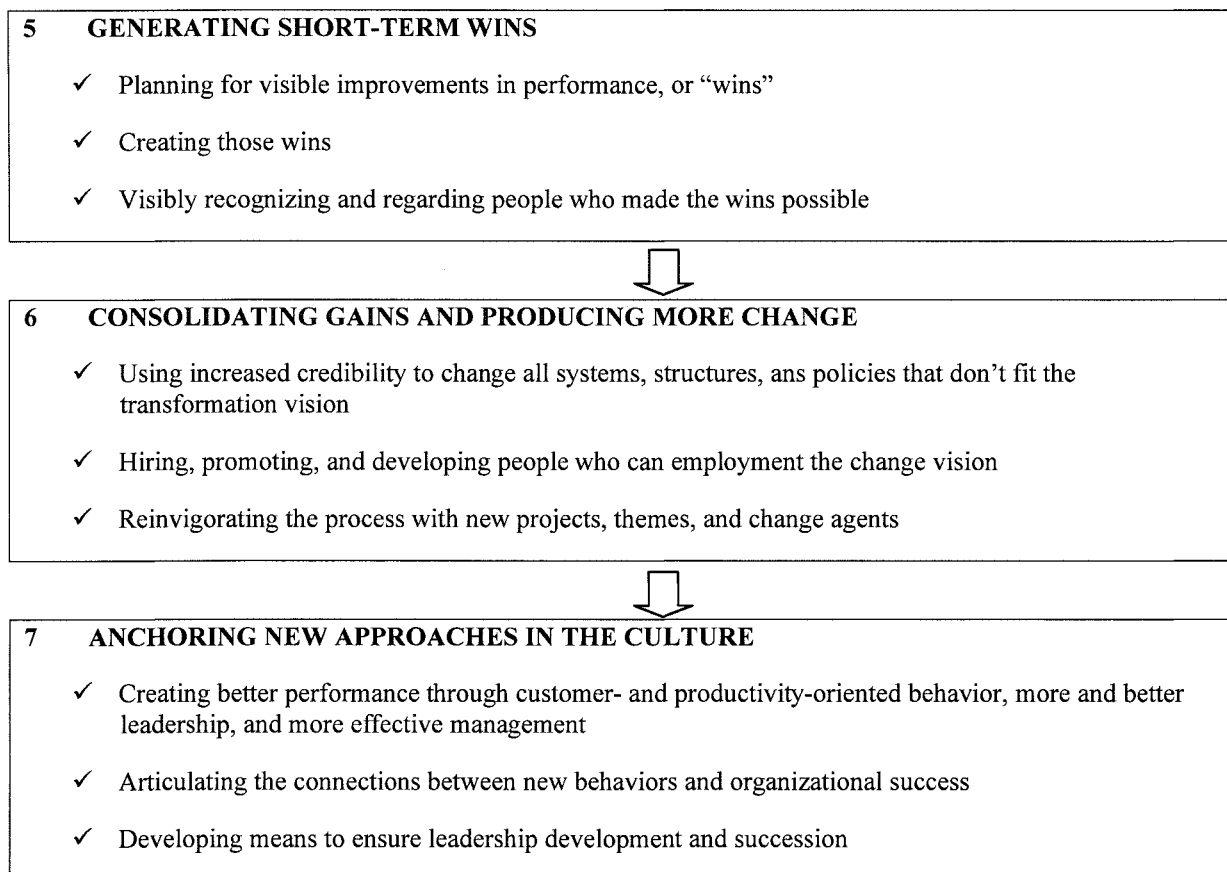 5 GENERATING SHORT-TERM WINS
✓ Planning for visible improvements in performance, or “wins”
✓ Creating those wins
✓ Visibly recognizing and regarding people who made the wins possible
6 CONSOLIDATING GAINS AND PRODUCING MORE CHANGE
✓ Using increased credibility to change all systems, structures, ans policies that don’t fit the
transformation vision
✓ Hiring, promoting, and developing people who can employment the change vision
✓ Reinvigorating the process with new projects, themes, and change agents
7 ANCHORING NEW APPROACHES IN THE CULTURE
✓ Creating better performance through customer- and productivity-oriented behavior, more and better
leadership, and more effective management
✓ Articulating the connections between new behaviors and organizational success
✓ Developing means to ensure leadership development and succession